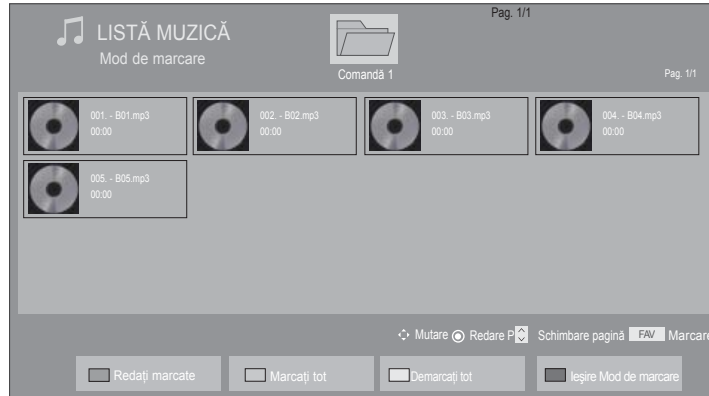 Pag. 1/1
LISTĂ MUZICĂ
Mod de marcare
Comandă 1
Pag. 1/1
001. - B01.mp3
00:00
002. - B02.mp3
00:00
003. - B03.mp3
00:00
004. - B04.mp3
00:00
005. - B05.mp3
00:00
Mutare Redare P Schimbare pagină FAV Marcare
Redați marcate Marcați tot Demarcați tot Ieşire Mod de marcare